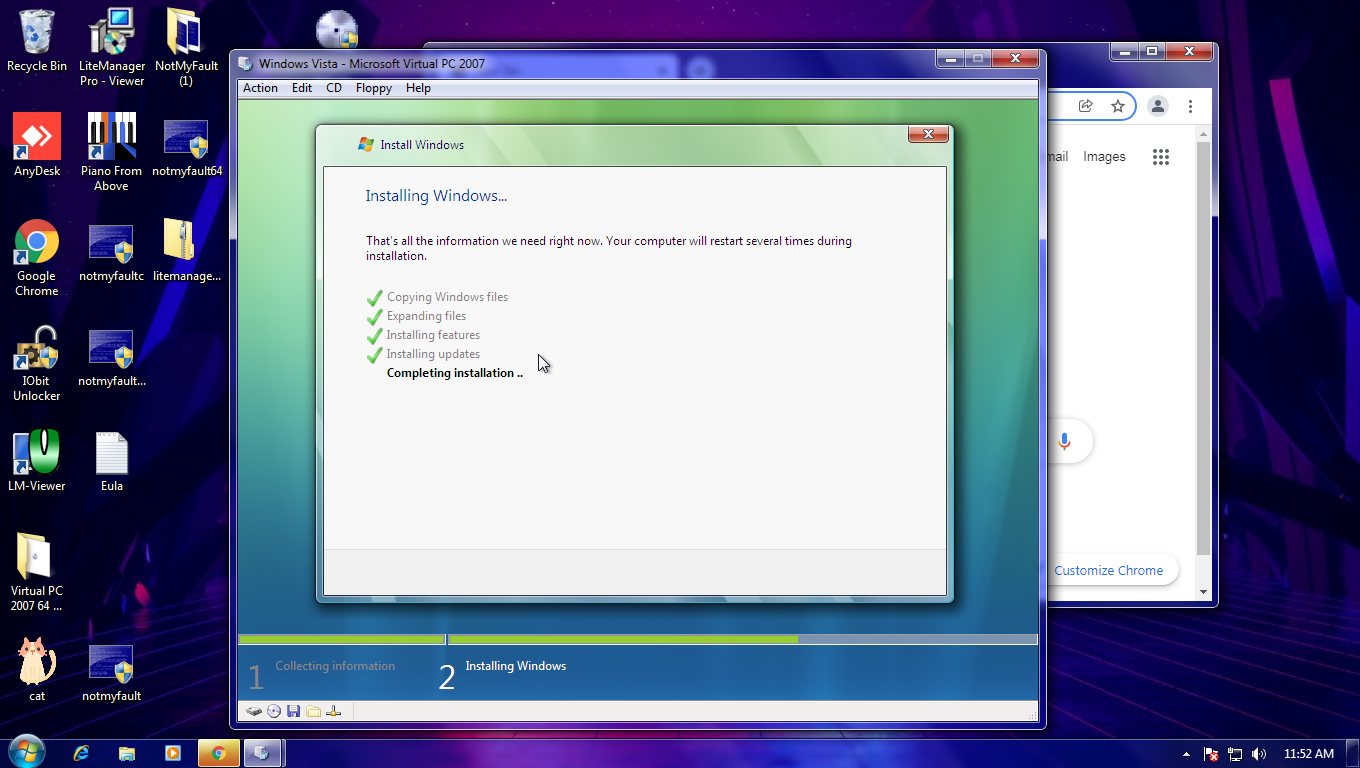 Recycle Bin
LiteManager
Pro - Viewer
NotMyFault
(1)
AnyDesk
Piano From
Above
notmyfault64
Google
Chrome
notmyfaultc
litemanage...
IObit
Unlocker
notmyfault...
LM-Viewer
Eula
Virtual PC
2007 64 ...
cat
notmyfault
Windows Vista - Microsoft Virtual PC 2007
Action Edit CD Floppy Help
Install Windows
Installing Windows...
That's all the information we need right now. Your computer will restart several times during
installation.
Copying Windows files
Expanding files
Installing features
Installing updates
Completing installation ..
1 Collecting information 2 Installing Windows
mail Images
Customize Chrome
11:52 AM